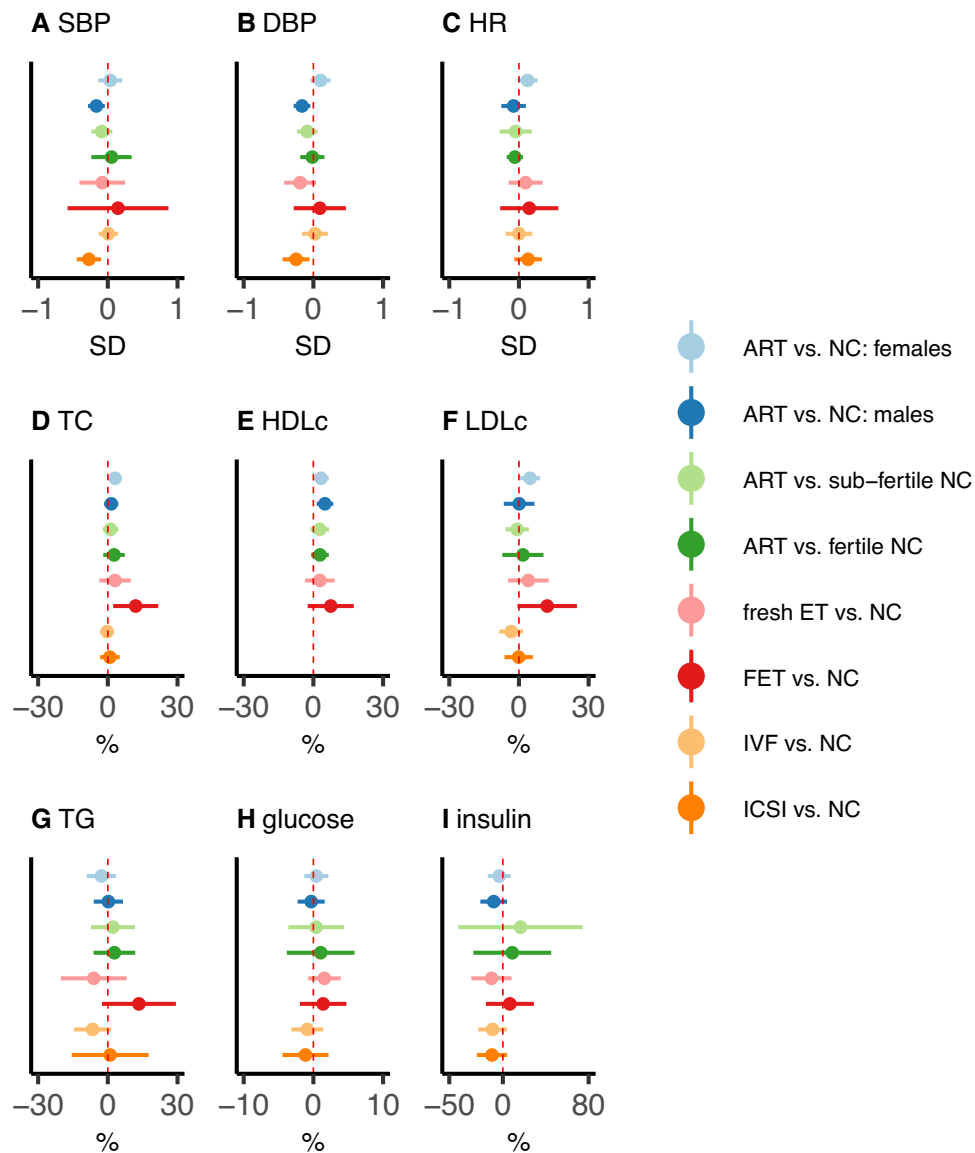 A SBP B DBP C HR
−1 0 1 −1 0 1 −1 0 1
SD SD SD
D TC E HDLc F LDLc
−30 0 30 −30 0 30 −30 0 30
% % %
G TG H glucose I insulin
−30 0 30 −10 0 10 −50 0 80
% % %
ART vs. NC: females
ART vs. NC: males
ART vs. sub−fertile NC
ART vs. fertile NC
fresh ET vs. NC
FET vs. NC
IVF vs. NC
ICSI vs. NC